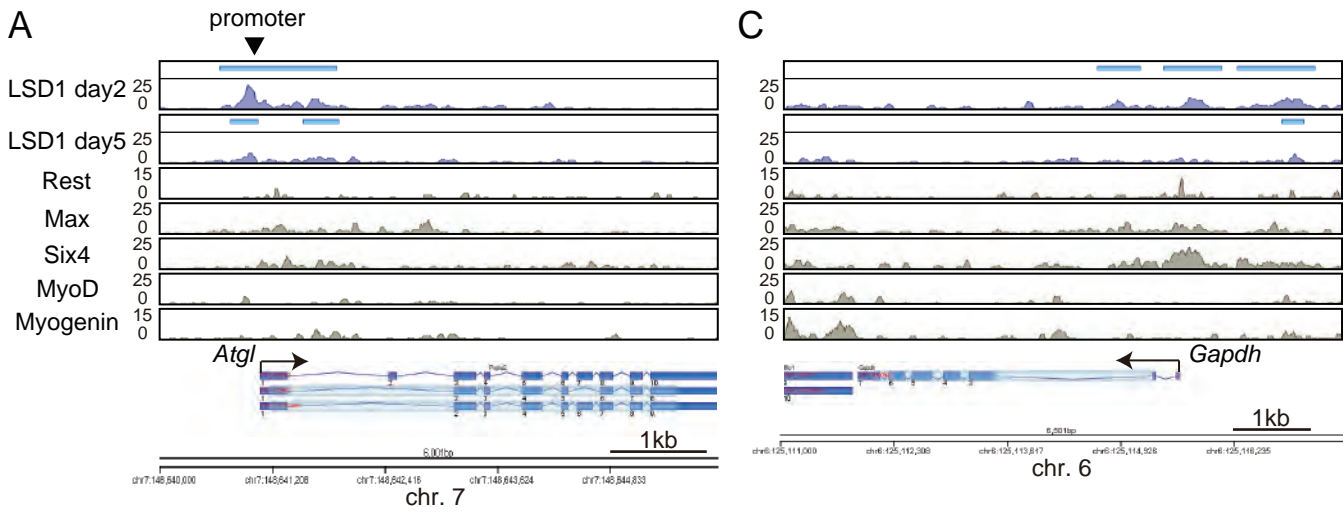 A
promoter
C
LSD1 day2
25
0
25
0
LSD1 day5
25
0
25
0
Rest
15
0
15
0
Max
25
0
25
0
Six4
25
0
25
0
MyoD
25
0
25
0
Myogenin
15
0
15
0
Atgl
Gapdh
1kb
1kb
6,001bp
6,501bp
chr7:148,640,000
chr7:148,641,208
chr7:148,642,416
chr7:148,643,624
chr7:148,644,833
chr6:125,111,000
chr6:125,112,308
chr6:125,113,617
chr6:125,114,926
chr6:125,116,235
chr. 7
chr. 6